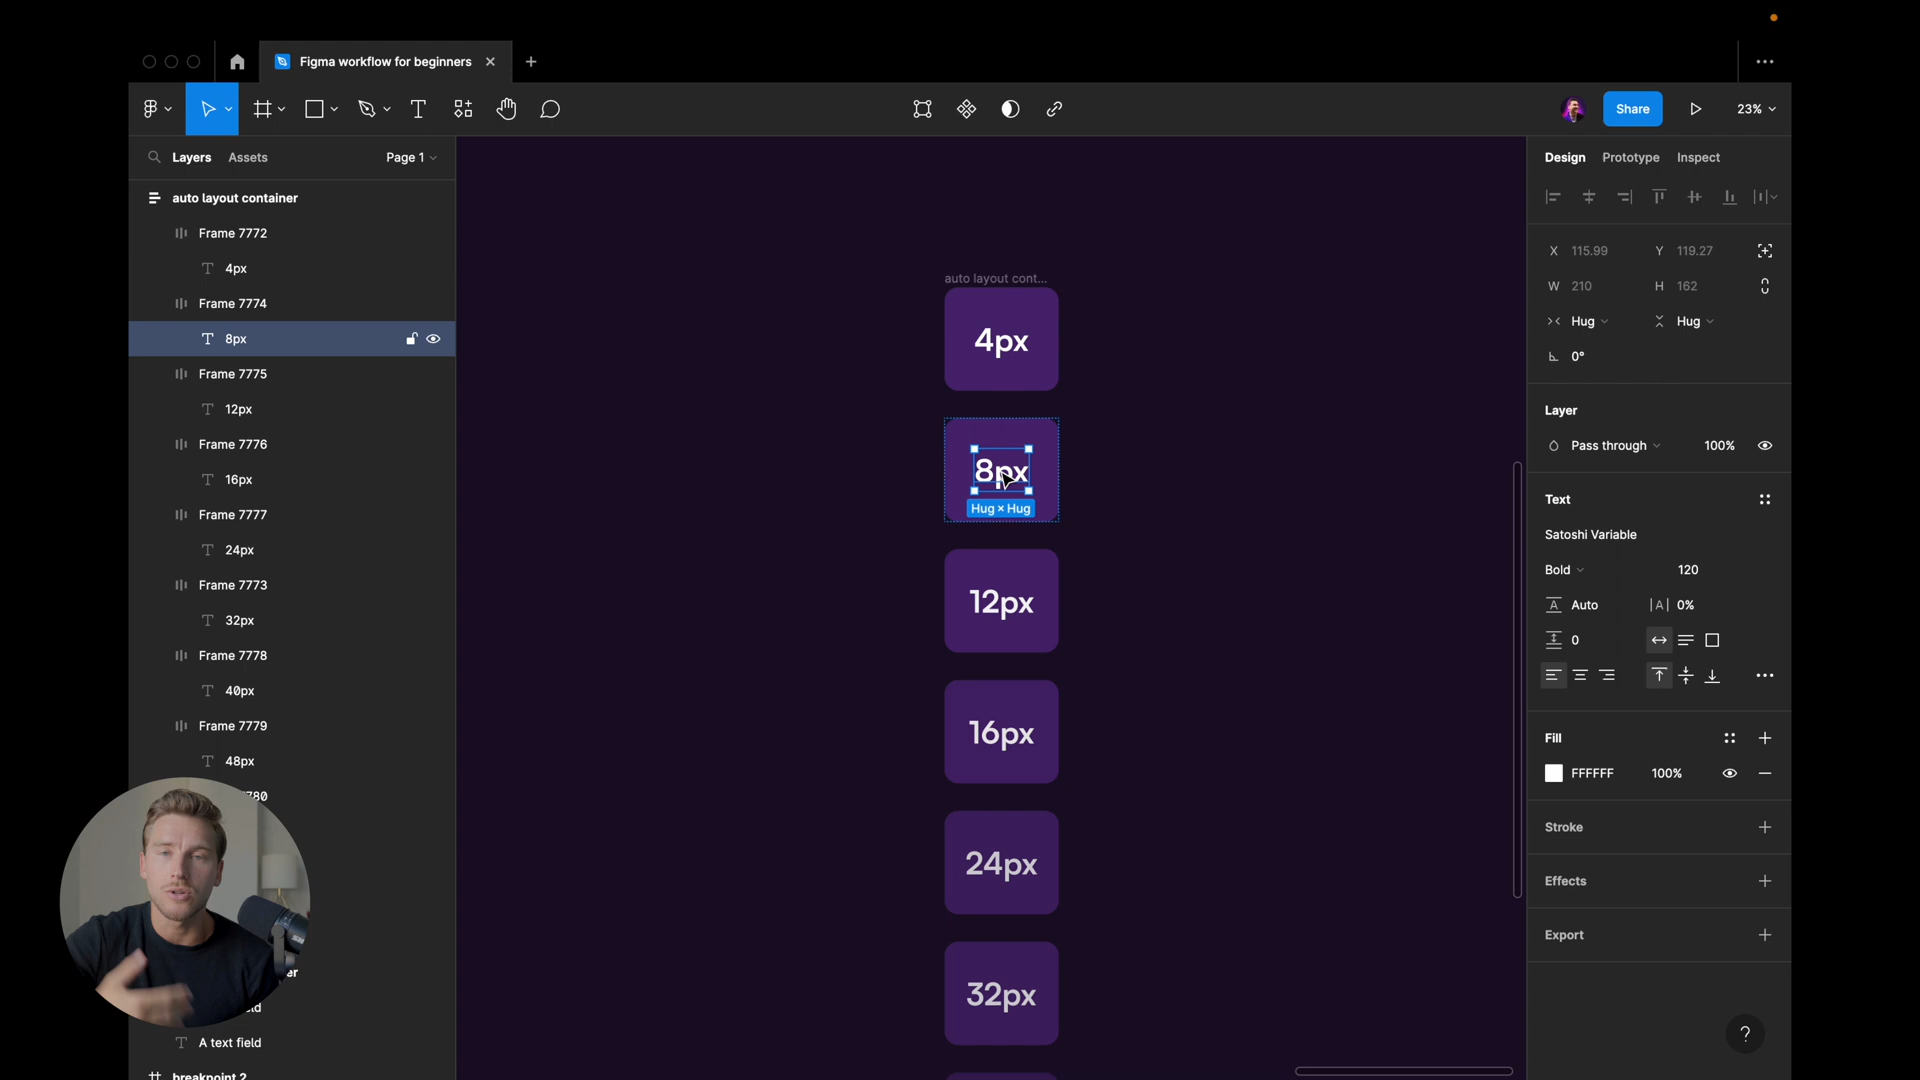 Figma workflow for beginners
Share
23%
Layers
Assets
Page 1
auto layout container
Frame 7772
4px
Frame 7774
8px
Frame 7775
12px
Frame 7776
16px
Frame 7777
24px
Frame 7773
32px
Frame 7778
40px
Frame 7779
48px
auto layout cont...
4px
8px
Hug × Hug
12px
16px
24px
32px
A text field
breakpoint 2
Design
Prototype
Inspect
X 115.99 Y 119.27
W 210 H 162
Hug Hug
0°
Layer
Pass through 100%
Text
Satoshi Variable
Bold 120
Auto 0%
0
Fill
FFFFFF 100%
Stroke
Effects
Export
?